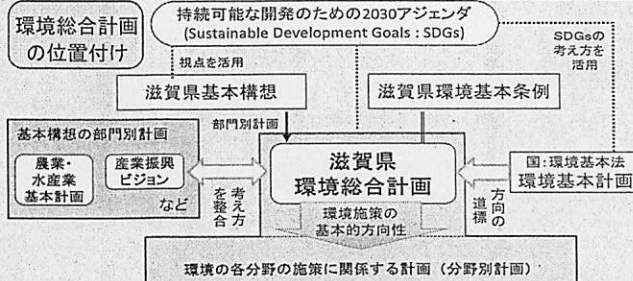 環境総合計画
の位置付け
持続可能な開発のための2030アジェンダ
(Sustainable Development Goals : SDGs)
SDGsの
考え方を
活用
視点を活用
滋賀県基本構想
滋賀県環境基本条例
部門別計画
基本構想の部門別計画
農業・
水産業
基本計画
産業振興
ビジョン
など
考え方
を整合
滋賀県
環境総合計画
方向の
道標
国:環境基本法
環境基本計画
環境施策の
基本的方向性
環境の各分野の施策に関係する計画(分野別計画)